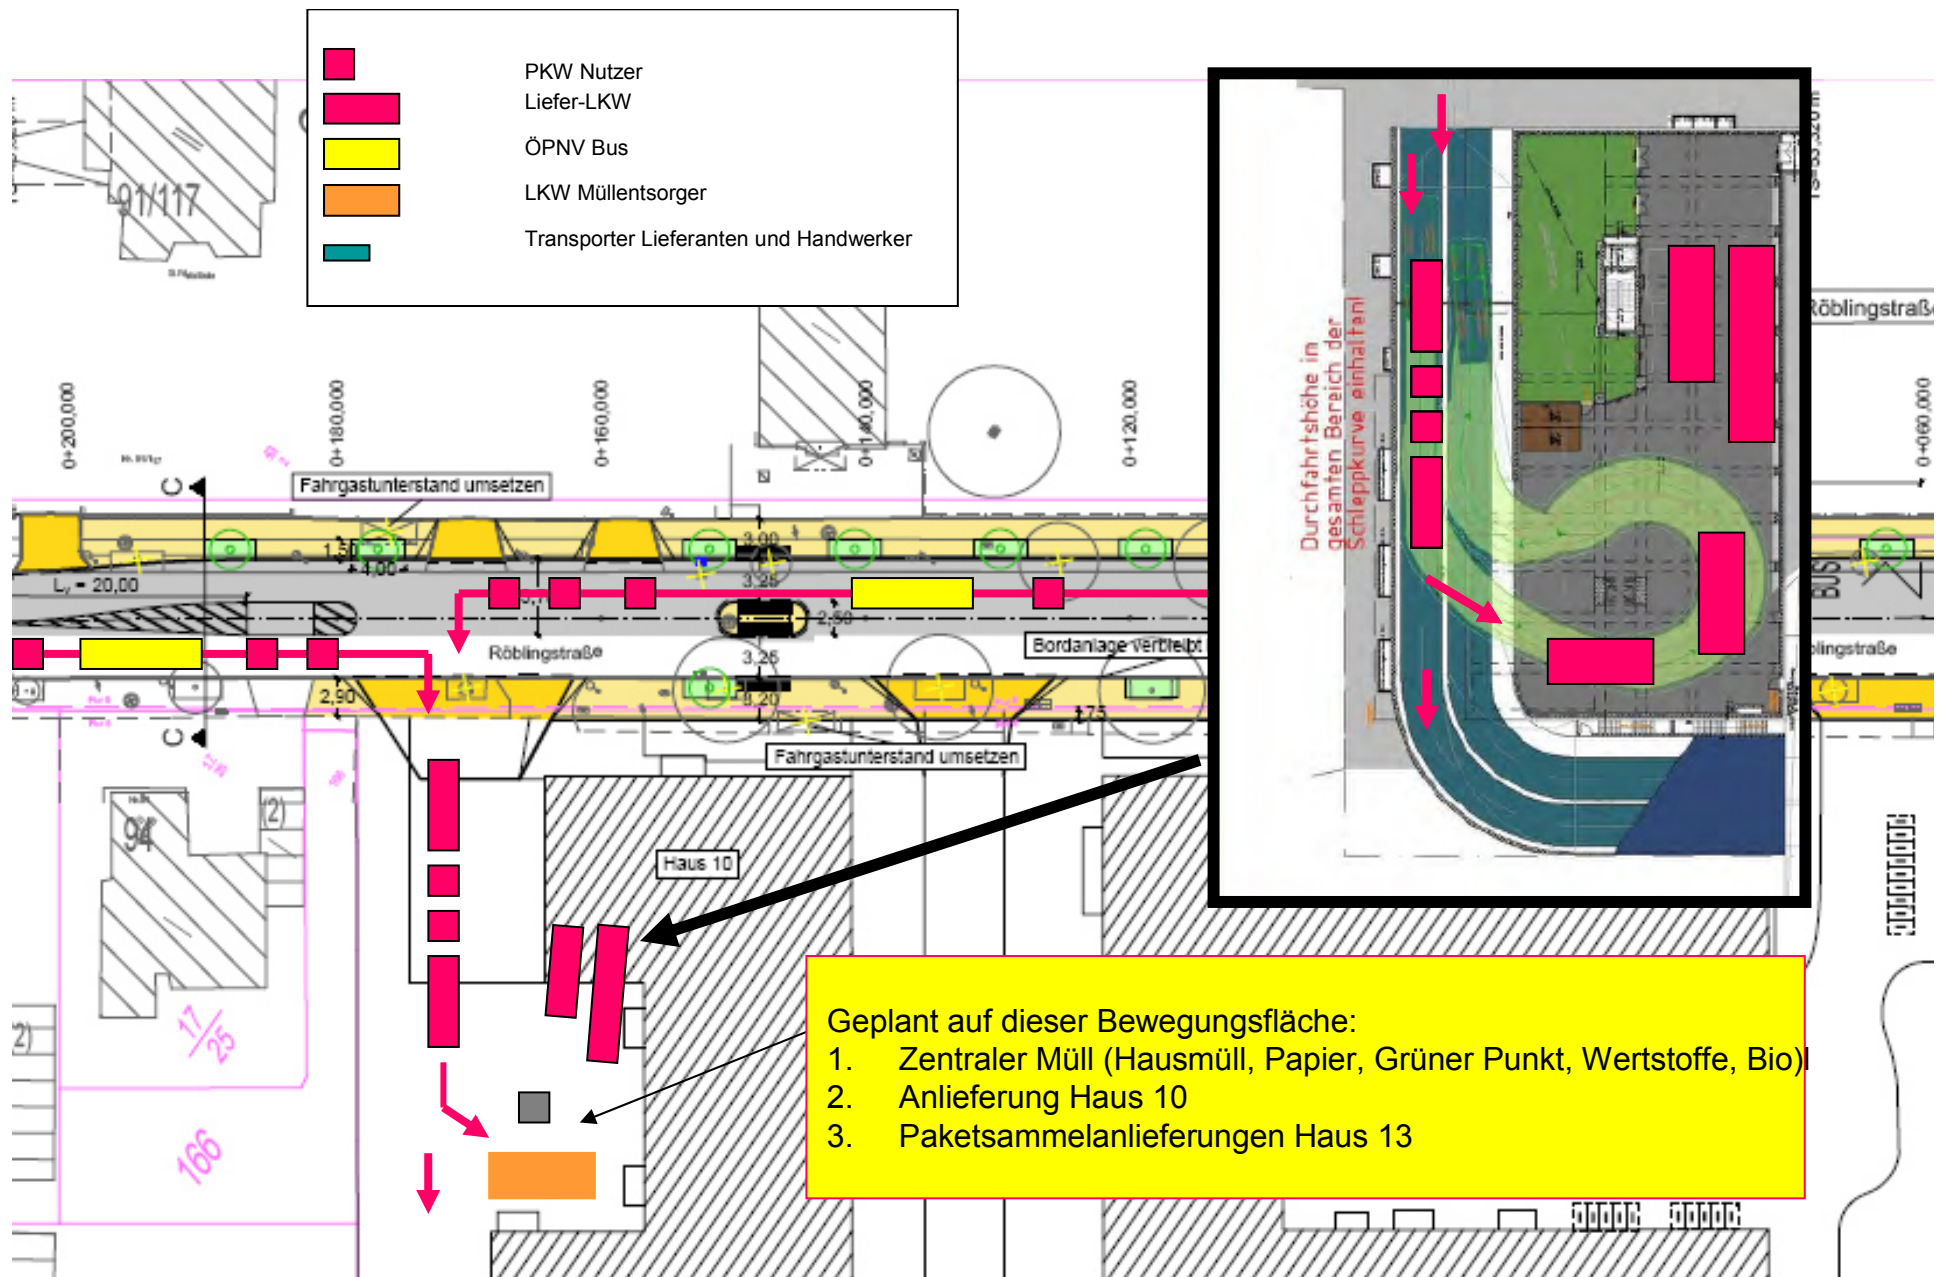 PKW Nutzer
Liefer-LKW
ÖPNV Bus
LKW Müllentsorger
Transporter Lieferanten und Handwerker
91/117
Durchfahrtshöhe in
gesamten Bereich der
Schleppkurve einhalten!
Röblingstraße
0+200,000
0+180,000
0+160,000
0+140,000
0+120,000
0+060,000
C
Fahrgastunterstand umsetzen
3,00
4,00
Lv = 20,00
3,25
2,50
BUS
Röblingstraße
Bordanlage verbleibt
3,25
2,90
3,20
C
Fahrgastunterstand umsetzen
94
(2)
Haus 10
17/25
(2)
166
Geplant auf dieser Bewegungsfläche:
1. Zentraler Müll (Hausmüll, Papier, Grüner Punkt, Wertstoffe, Bio)l
2. Anlieferung Haus 10
3. Paketsammelanlieferungen Haus 13